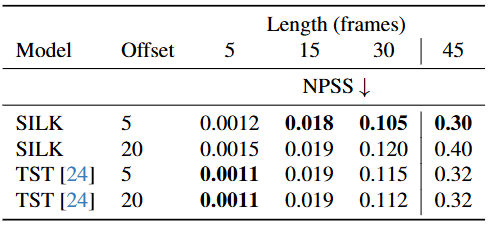 Length (frames)
Model Offset 5 15 30 45
NPSS ↓
SILK 5 0.0012 0.018 0.105 0.30
SILK 20 0.0015 0.019 0.120 0.40
TST [24] 5 0.0011 0.019 0.115 0.32
TST [24] 20 0.0011 0.019 0.112 0.32